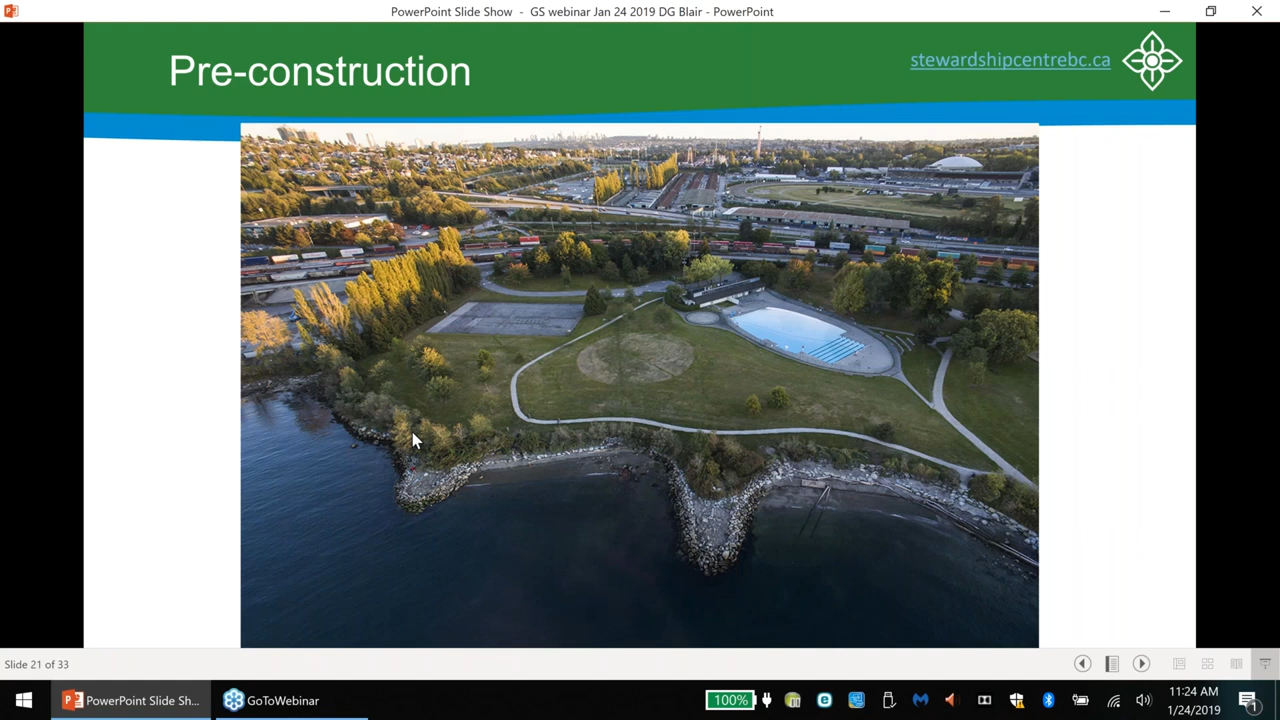 PowerPoint Slide Show - GS webinar Jan 24 2019 DG Blair - PowerPoint
Pre-construction
stewardshipcentrebc.ca
Slide 21 of 33
PowerPoint Slide Sh...
GoToWebinar
100%
11:24 AM
1/24/2019
1